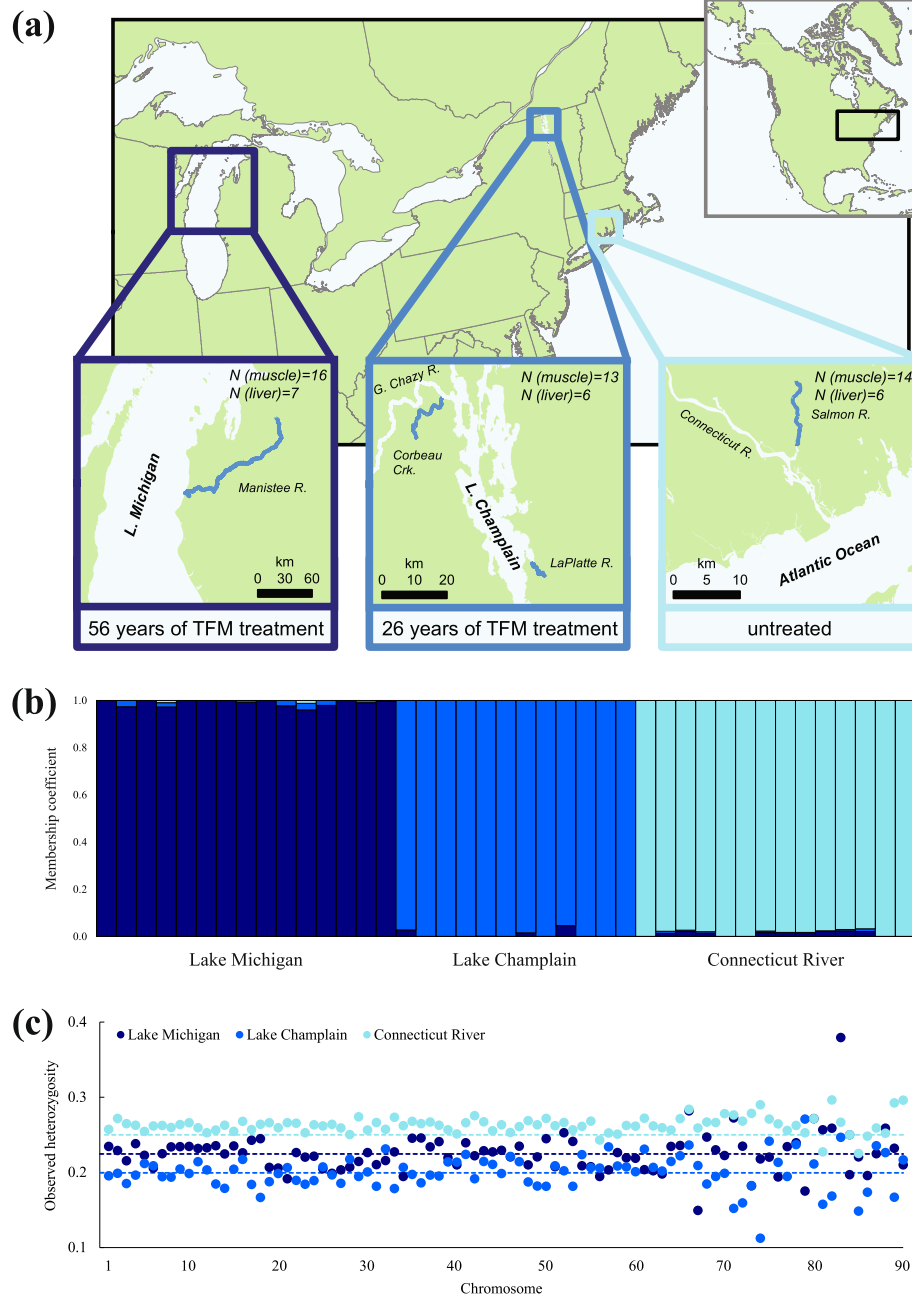 (a)
N (muscle)=16
N (liver)=7
L. Michigan
Manistee R.
km
0 30 60
56 years of TFM treatment
G. Chazy R.
N (muscle)=13
N (liver)=6
Corbeau
Crk.
L. Champlain
LaPlatte R.
km
0 10 20
26 years of TFM treatment
N (muscle)=14
N (liver)=6
Salmon R.
Connecticut R.
Atlantic Ocean
km
0 5 10
untreated
(b)
Membership coefficient
1.0
0.8
0.6
0.4
0.2
0.0
Lake Michigan
Lake Champlain
Connecticut River
(c)
Observed heterozygosity
0.4
0.3
0.2
0.1
Lake Michigan
Lake Champlain
Connecticut River
1 10 20 30 40 50 60 70 80 90
Chromosome